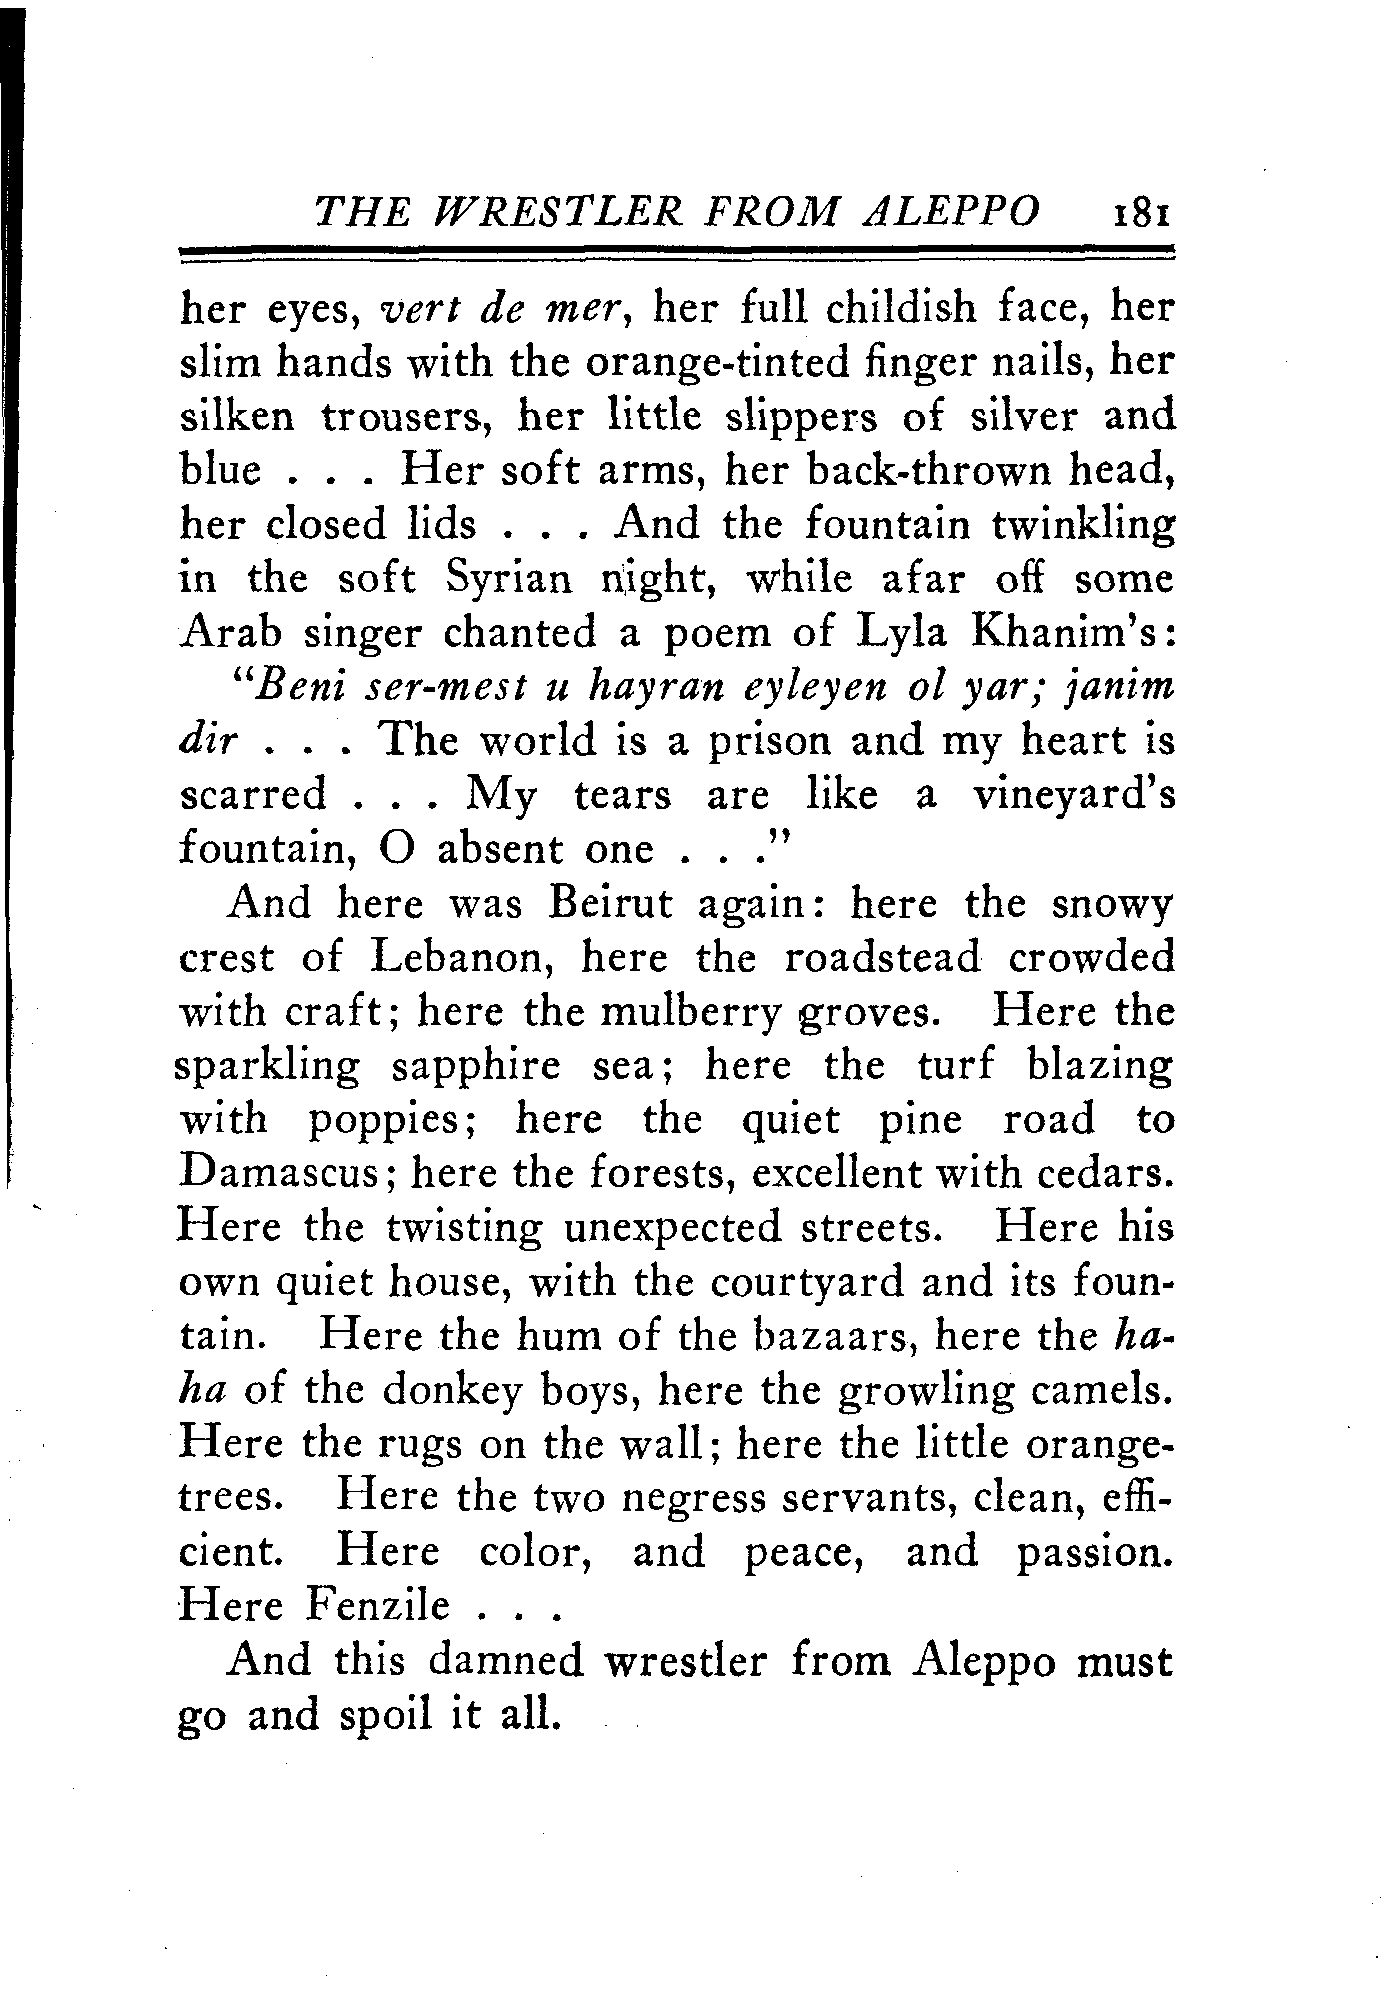 THE WRESTLER FROM ALEPPO 181
her eyes, vert de mer, her full childish face, her
slim hands with the orange-tinted finger nails, her
silken trousers, her little slippers of silver and
blue . . . Her soft arms, her back-thrown head,
her closed lids . . . And the fountain twinkling
in the soft Syrian night, while afar off some
Arab singer chanted a poem of Lyla Khanim's:
"Beni ser-mest u hayran eyleyen ol yar; janim
dir . . . The world is a prison and my heart is
scarred . . . My tears are like a vineyard's
fountain, O absent one . . ."
And here was Beirut again: here the snowy
crest of Lebanon, here the roadstead crowded
with craft; here the mulberry groves. Here the
sparkling sapphire sea; here the turf blazing
with poppies; here the quiet pine road to
Damascus; here the forests, excellent with cedars.
Here the twisting unexpected streets. Here his
own quiet house, with the courtyard and its foun-
tain. Here the hum of the bazaars, here the ha-
ha of the donkey boys, here the growling camels.
Here the rugs on the wall; here the little orange-
trees. Here the two negress servants, clean, effi-
cient. Here color, and peace, and passion.
Here Fenzile . . .
And this damned wrestler from Aleppo must
go and spoil it all.